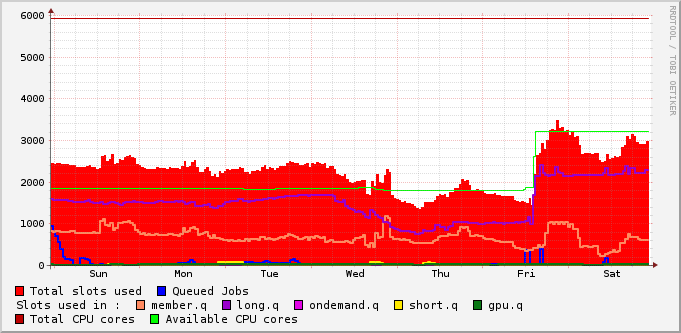 RRDTOOL / TOBI OETIKER
6000
5000
4000
3000
2000
1000
0
Sun Mon Tue Wed Thu Fri Sat
Total slots used Queued Jobs
Slots used in : member.q long.q ondemand.q short.q gpu.q
Total CPU cores Available CPU cores